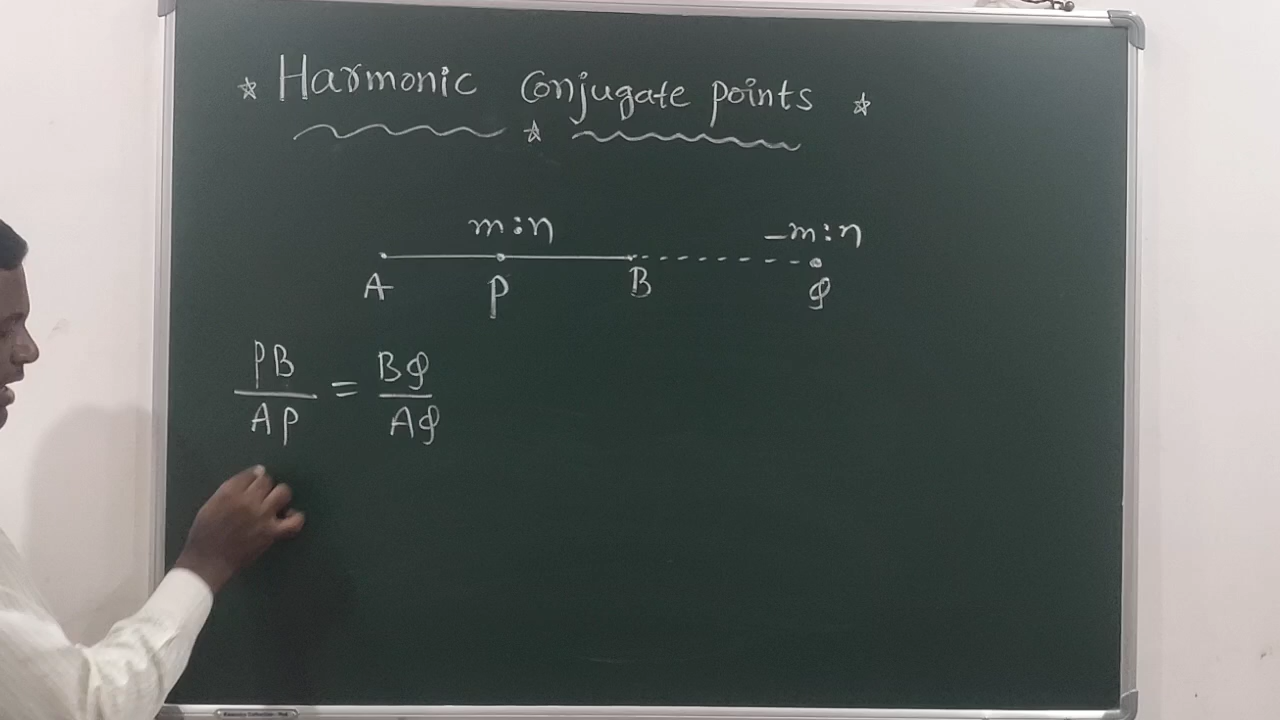 ☆ Harmonic Conjugate points ☆
☆
m:n -m:n
A P B Q
PB/AP = BQ/AQ